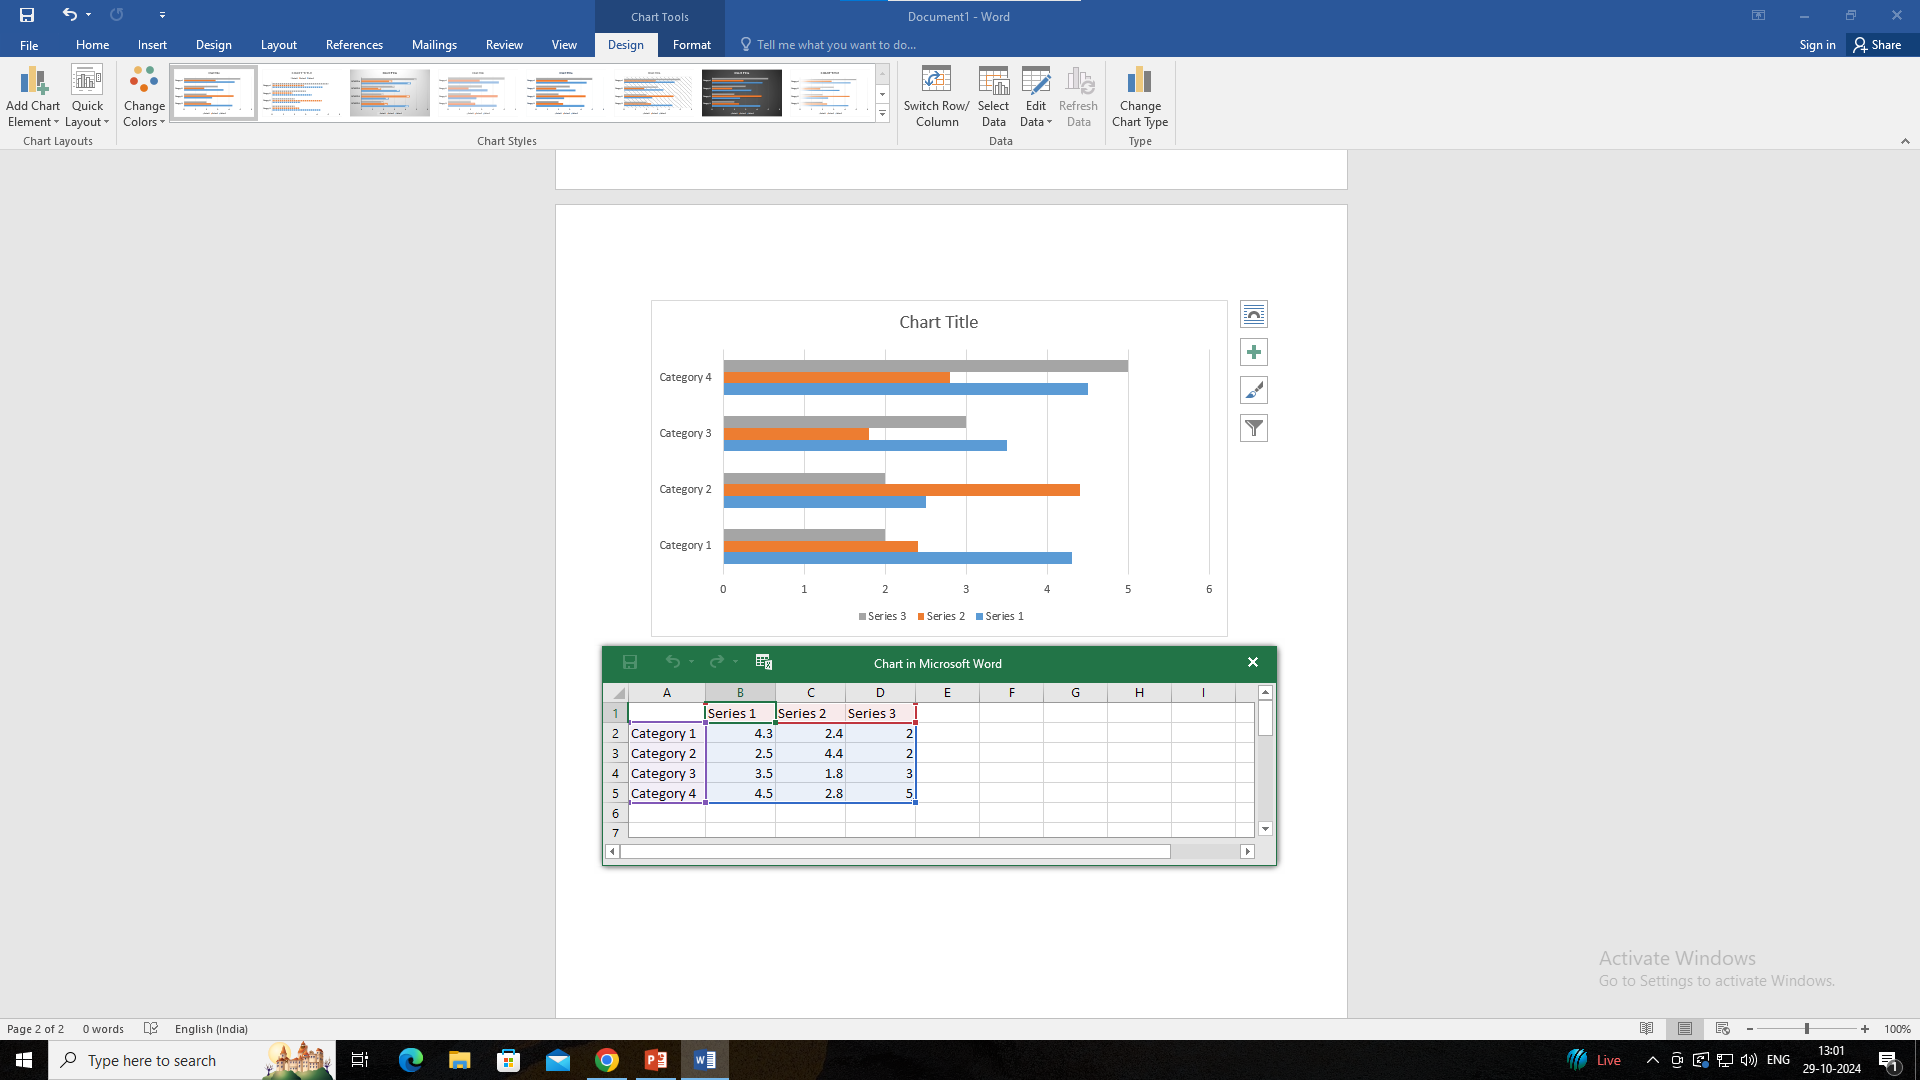 Chart Tools
Document1 - Word
File Home Insert Design Layout References Mailings Review View Design Format Tell me what you want to do... Sign in Share
Add Chart Element
Quick Layout
Change Colors
Switch Row/ Column
Select Data
Edit Data
Refresh Data
Change Chart Type
Chart Layouts
Chart Styles
Data
Type
Chart Title
Category 4
Category 3
Category 2
Category 1
0 1 2 3 4 5 6
Series 3 Series 2 Series 1
Chart in Microsoft Word
A B C D E F G H I
1 Series 1 Series 2 Series 3
2 Category 1 4.3 2.4 2
3 Category 2 2.5 4.4 2
4 Category 3 3.5 1.8 3
5 Category 4 4.5 2.8 5
6
7
Activate Windows
Go to Settings to activate Windows.
Page 2 of 2 0 words English (India) 100%
Type here to search
Live
ENG
13:01
29-10-2024
1